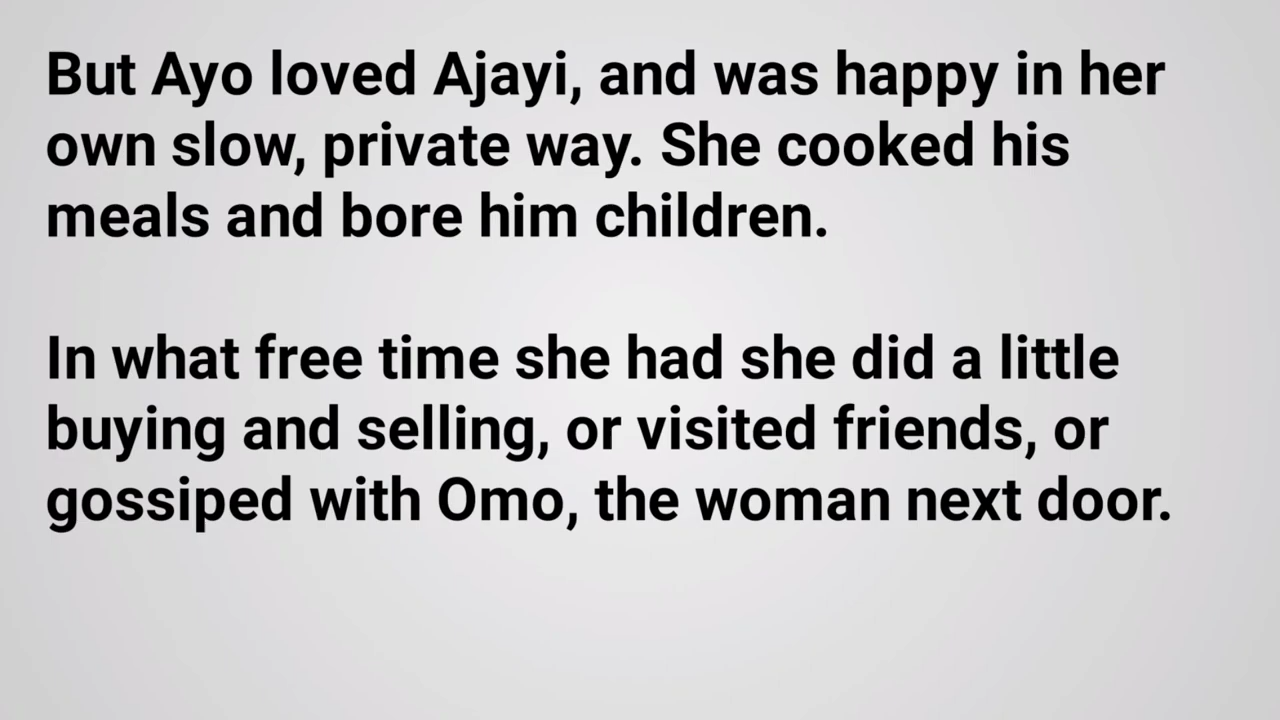 But Ayo loved Ajayi, and was happy in her
own slow, private way. She cooked his
meals and bore him children.
In what free time she had she did a little
buying and selling, or visited friends, or
gossiped with Omo, the woman next door.